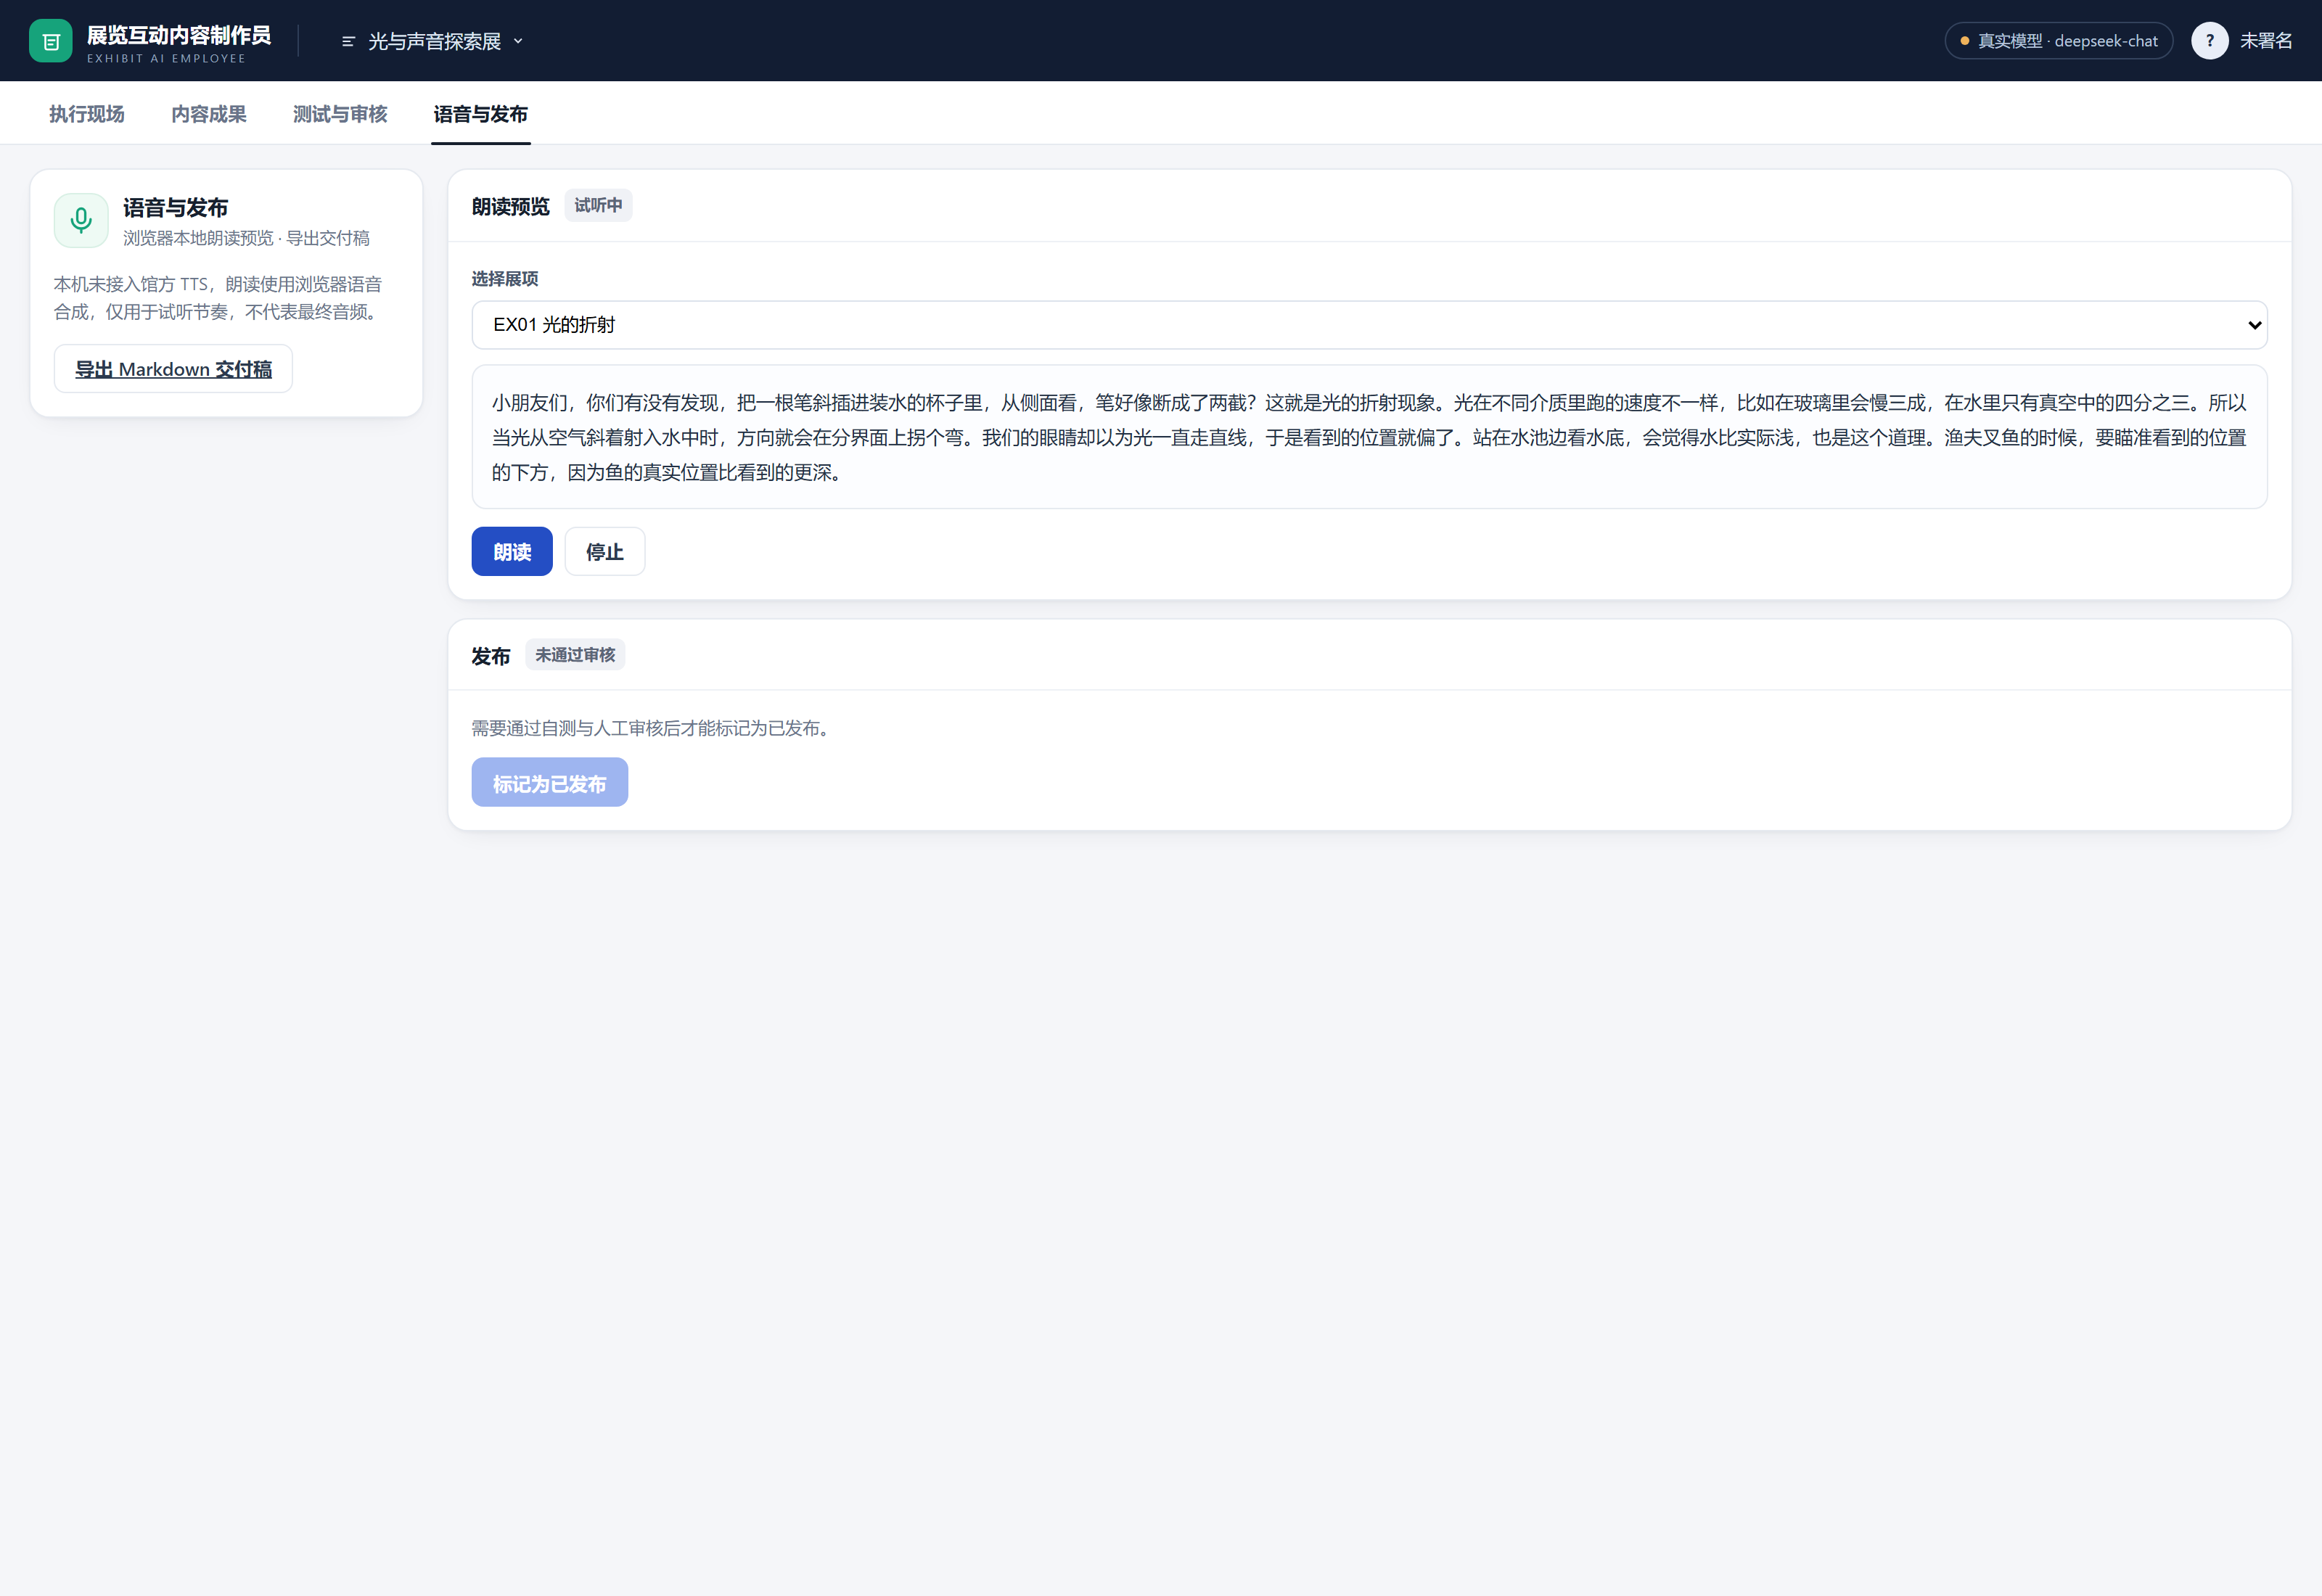 展览互动内容制作员
EXHIBIT AI EMPLOYEE
光与声音探索展
真实模型 · deepseek-chat
?
未署名
执行现场
内容成果
测试与审核
语音与发布
语音与发布
浏览器本地朗读预览 · 导出交付稿
本机未接入馆方 TTS，朗读使用浏览器语音
合成，仅用于试听节奏，不代表最终音频。
导出 Markdown 交付稿
朗读预览
试听中
选择展项
EX01 光的折射
小朋友们，你们有没有发现，把一根笔斜插进装水的杯子里，从侧面看，笔好像断成了两截？这就是光的折射现象。光在不同介质里跑的速度不一样，比如在玻璃里会慢三成，在水里只有真空中的四分之三。所以
当光从空气斜着射入水中时，方向就会在分界面上拐个弯。我们的眼睛却以为光一直走直线，于是看到的位置就偏了。站在水池边看水底，会觉得水比实际浅，也是这个道理。渔夫叉鱼的时候，要瞄准看到的位置
的下方，因为鱼的真实位置比看到的更深。
朗读
停止
发布
未通过审核
需要通过自测与人工审核后才能标记为已发布。
标记为已发布